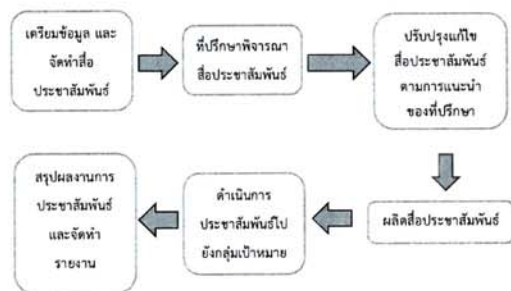 เตรียมข้อมูล และ
จัดทำสื่อ
ประชาสัมพันธ์
ที่ปรึกษาพิจารณา
สื่อประชาสัมพันธ์
ปรับปรุงแก้ไข
สื่อประชาสัมพันธ์
ตามการแนะนำ
ของที่ปรึกษา
ผลิตสื่อประชาสัมพันธ์
ดำเนินการ
ประชาสัมพันธ์ไป
ยังกลุ่มเป้าหมาย
สรุปผลงานการ
ประชาสัมพันธ์
และจัดทำ
รายงาน